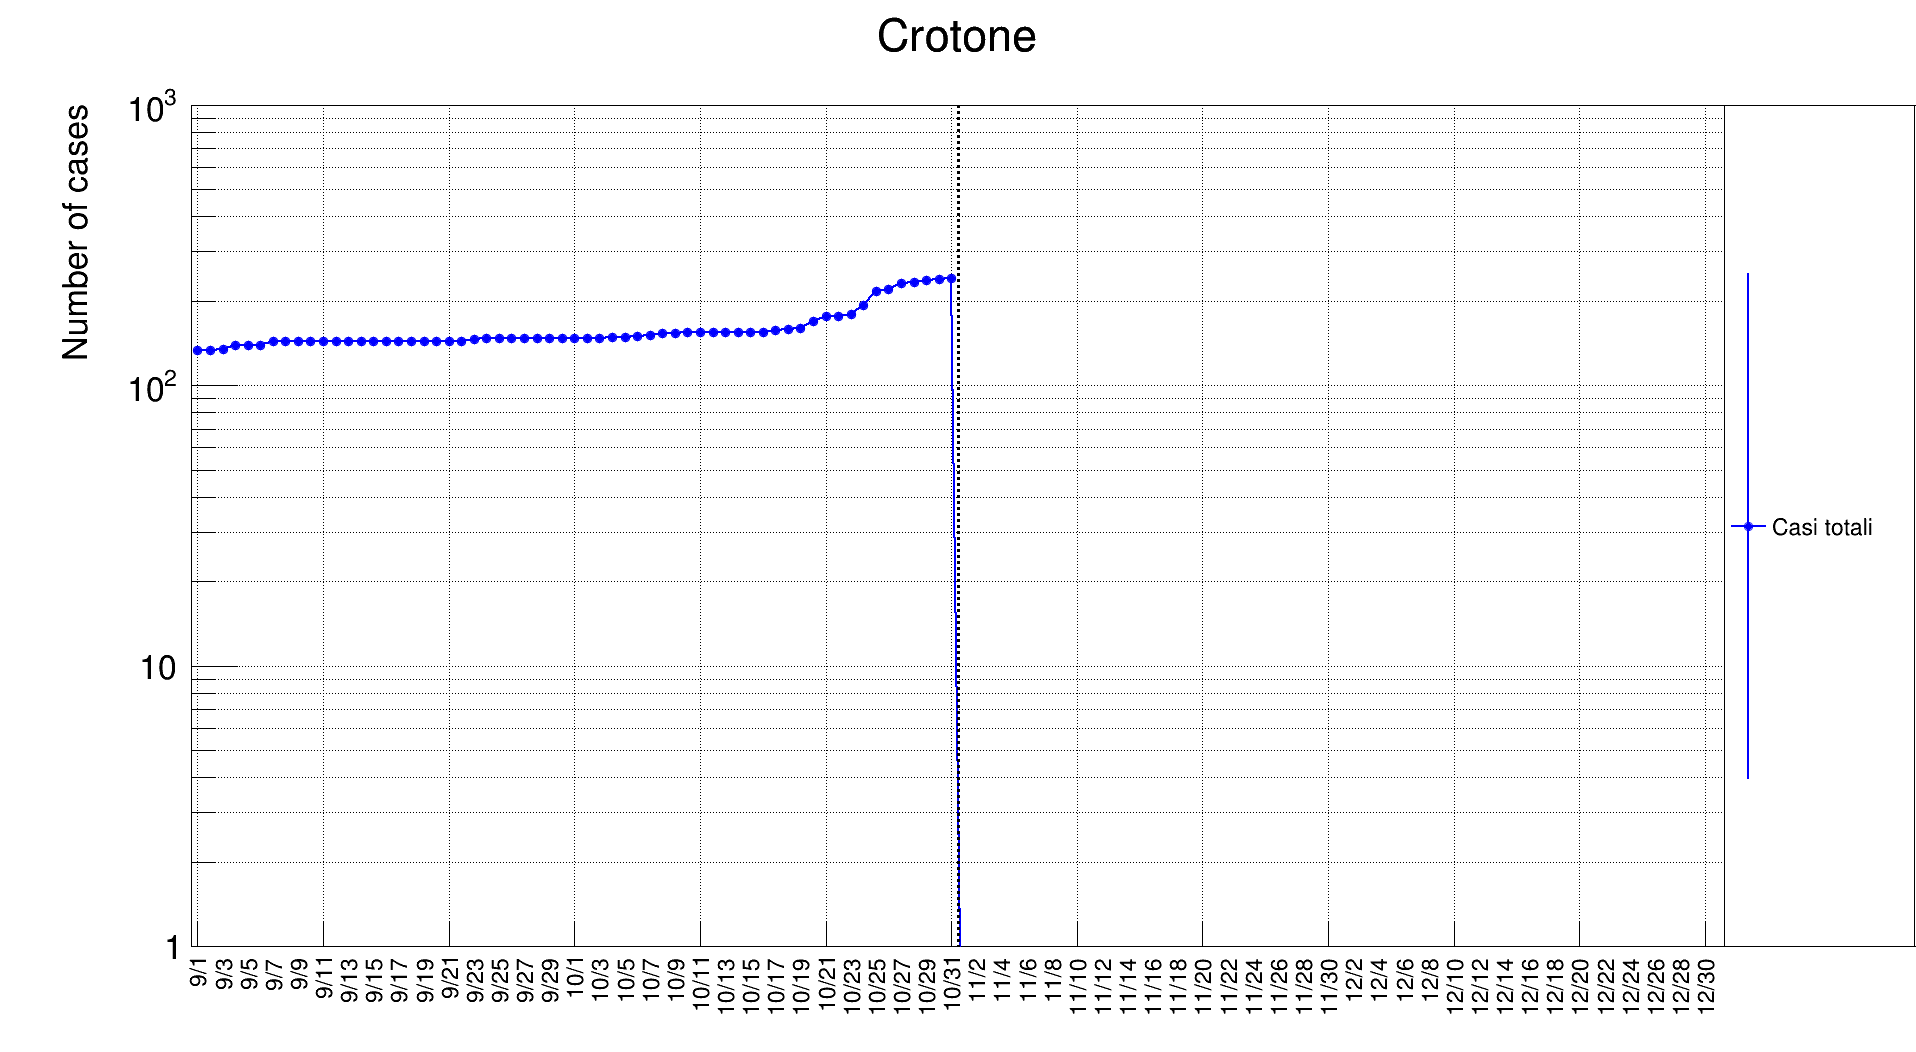 Crotone
Number of cases
10³
10²
10
1
9/1 9/3 9/5 9/7 9/9 9/11 9/13 9/15 9/17 9/19 9/21 9/23 9/25 9/27 9/29 10/1 10/3 10/5 10/7 10/9 10/11 10/13 10/15 10/17 10/19 10/21 10/23 10/25 10/27 10/29 10/31 11/2 11/4 11/6 11/8 11/10 11/12 11/14 11/16 11/18 11/20 11/22 11/24 11/26 11/28 11/30 12/2 12/4 12/6 12/8 12/10 12/12 12/14 12/16 12/18 12/20 12/22 12/24 12/26 12/28 12/30
Casi totali